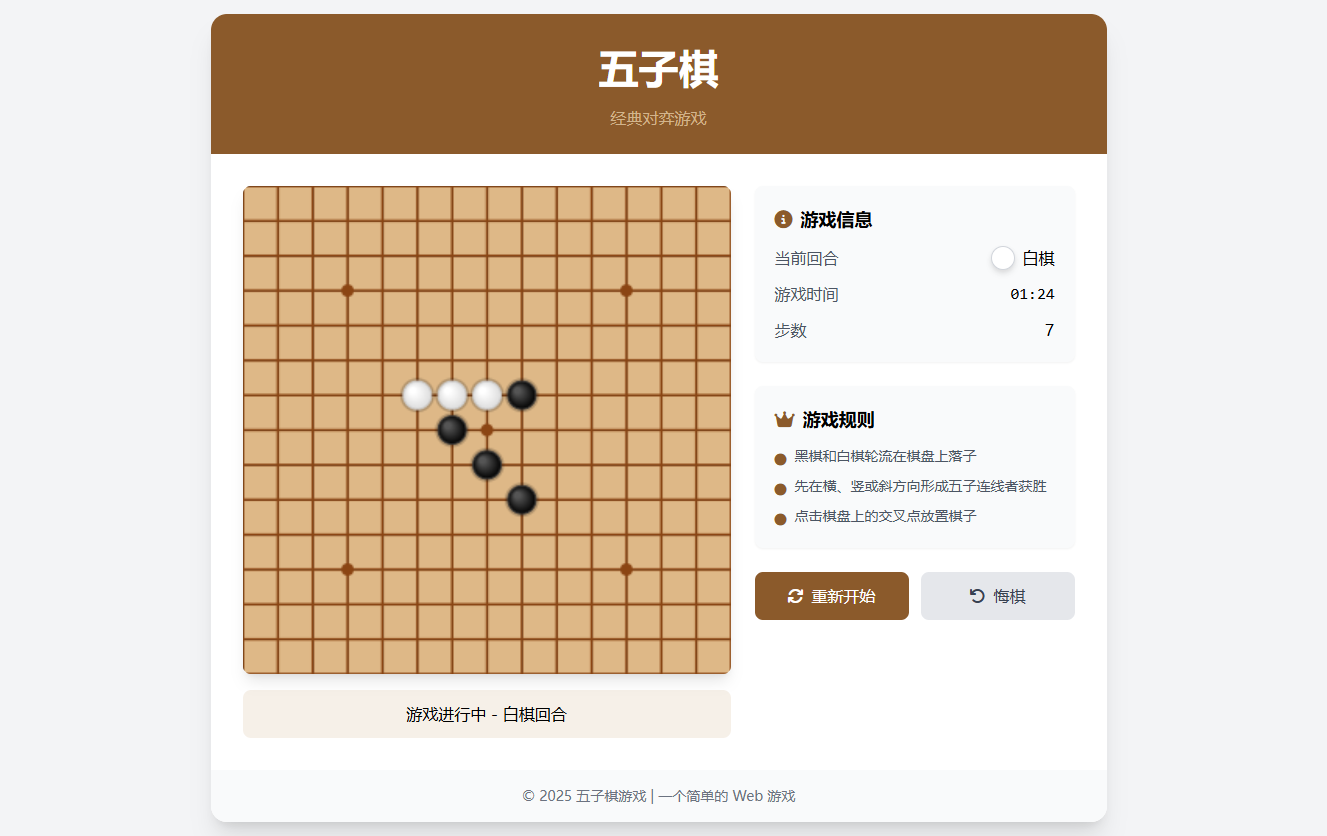 五子棋
经典对弈游戏
游戏信息
当前回合 白棋
游戏时间 01:24
步数 7
游戏规则
黑棋和白棋轮流在棋盘上落子
先在横、竖或斜方向形成五子连线者获胜
点击棋盘上的交叉点放置棋子
重新开始 悔棋
游戏进行中 - 白棋回合
© 2025 五子棋游戏 | 一个简单的 Web 游戏